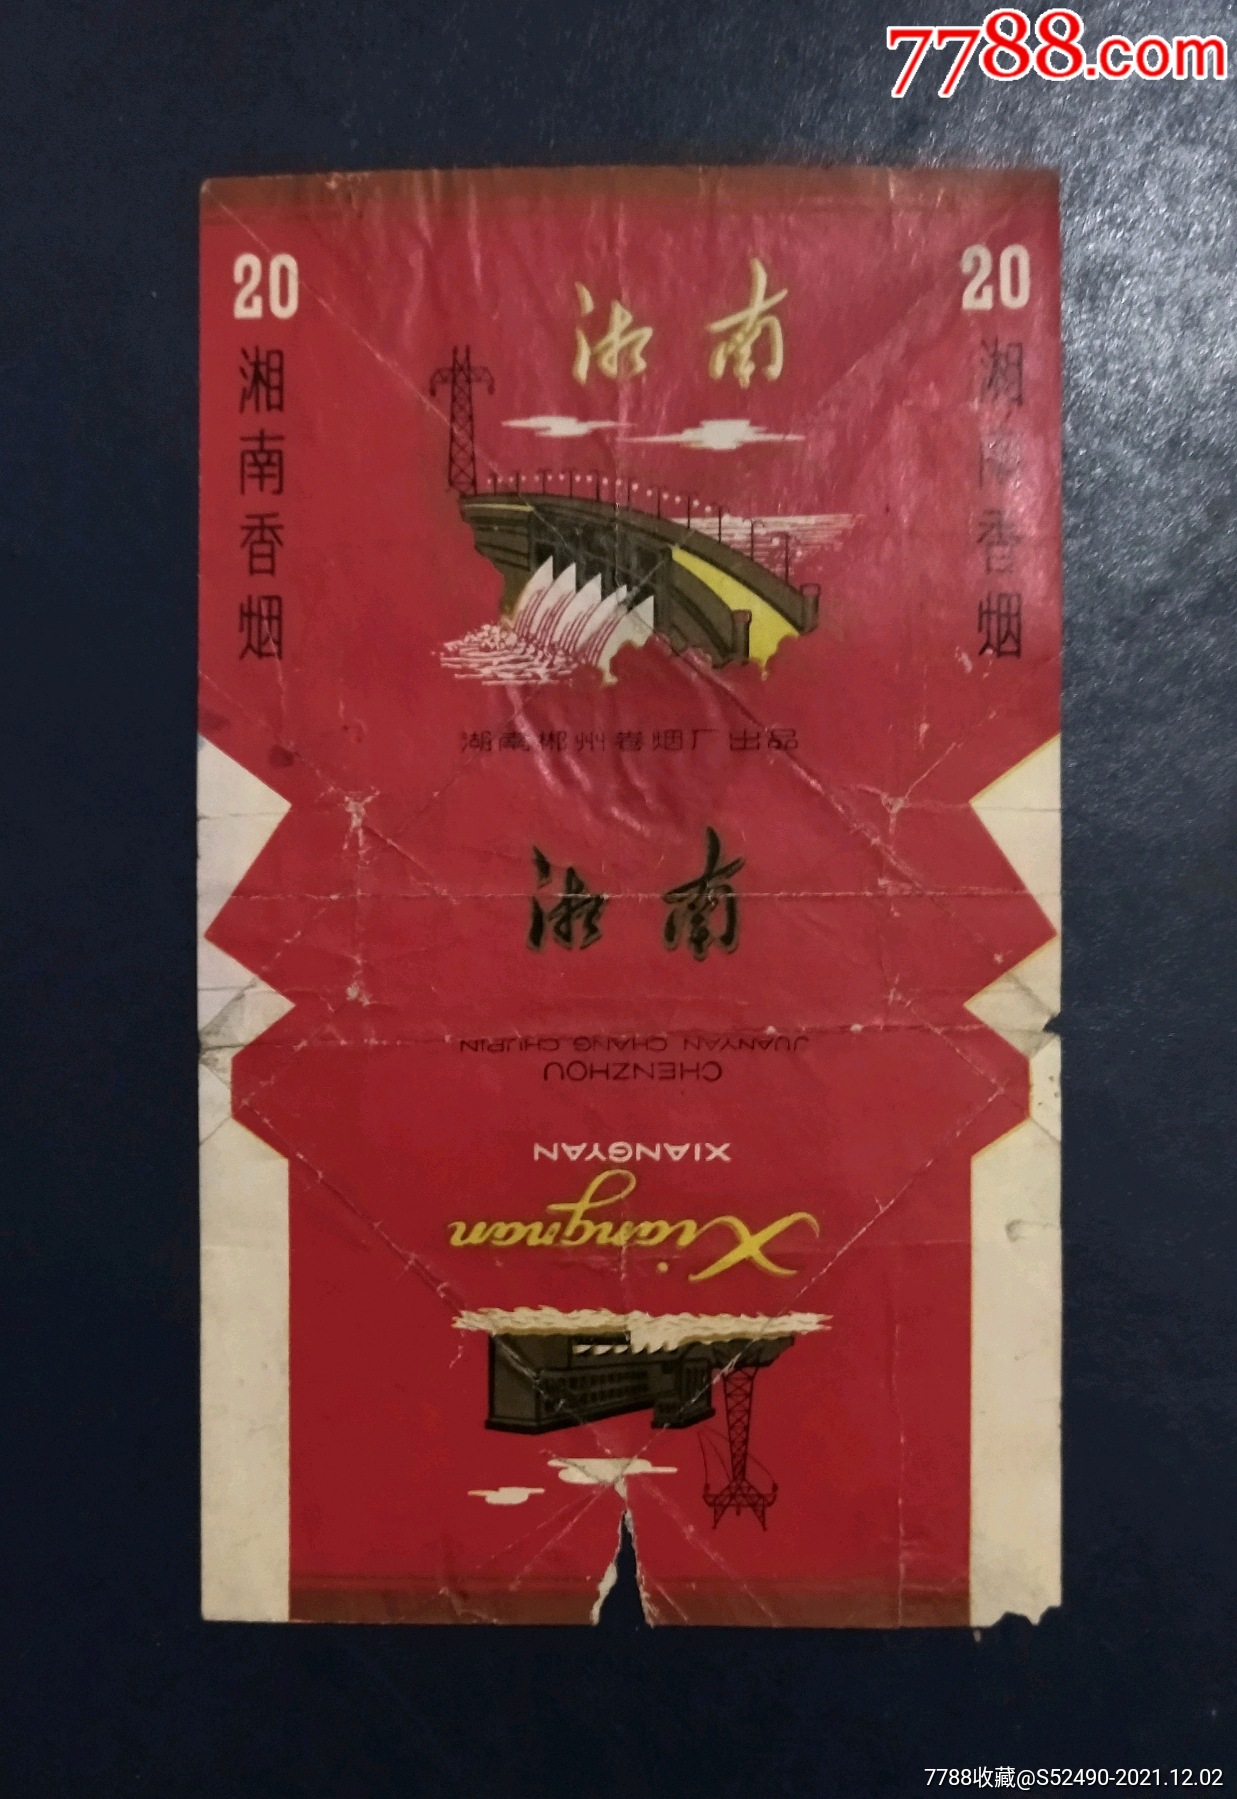 7788.com
20
20
湘南
湘南香烟
湘南香烟
湖南郴州卷烟厂出品
湘南
JUANYAN CHANG CHUPIN
CHENZHOU
XIANGYAN
Xiangnan
7788收藏@S52490-2021.12.02